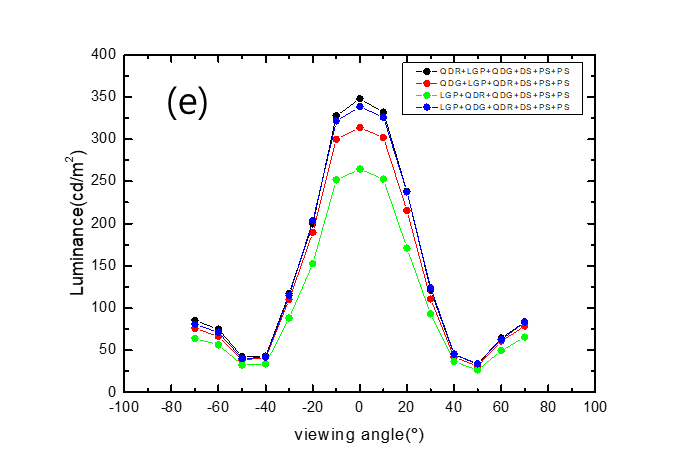 400
350
300
250
200
150
100
50
0
Luminance(cd/m²)
(e)
QDR+LGP+QDG+DS+PS+PS
QDG+LGP+QDR+DS+PS+PS
LGP+QDR+QDG+DS+PS+PS
LGP+QDG+QDR+DS+PS+PS
-100 -80 -60 -40 -20 0 20 40 60 80 100
viewing angle(°)